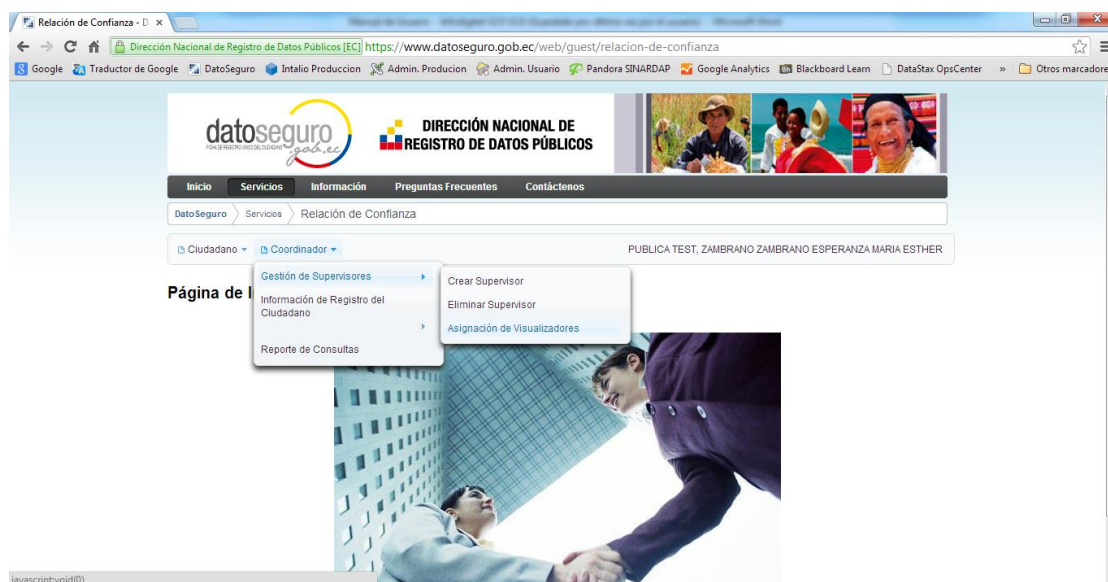 Relación de Confianza - D
Dirección Nacional de Registro de Datos Públicos [EC] https://www.datoseguro.gob.ec/web/guest/relacion-de-confianza
Google Traductor de Google DatoSeguro Intalio Produccion Admin. Producion Admin. Usuario Pandora SINARDAP Google Analytics Blackboard Learn DataStax OpsCenter » Otros marcadore
datoseguro
.gob.ec
DIRECCIÓN NACIONAL DE
REGISTRO DE DATOS PÚBLICOS
Inicio Servicios Información Preguntas Frecuentes Contáctenos
DatoSeguro Servicios Relación de Confianza
Ciudadano Coordinador PUBLICA TEST, ZAMBRANO ZAMBRANO ESPERANZA MARIA ESTHER
Página de I
Gestión de Supervisores
Información de Registro del
Ciudadano
Reporte de Consultas
Crear Supervisor
Eliminar Supervisor
Asignación de Visualizadores
javascript:void(0)